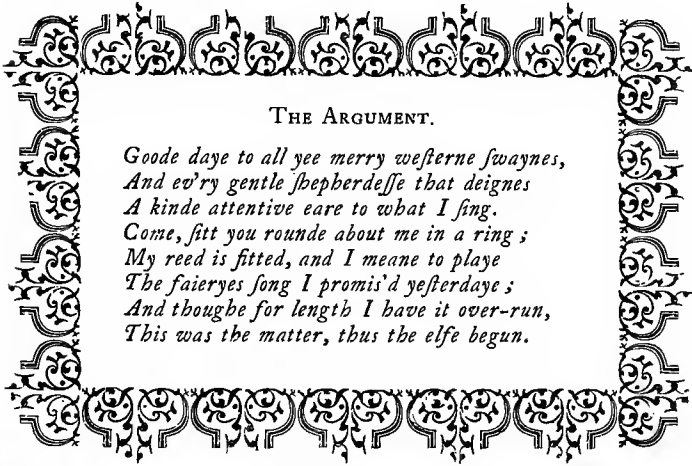 THE ARGUMENT.
Goode daye to all yee merry weſterne ſwaynes,
And ev'ry gentle ſhepherdeſſe that deignes
A kinde attentive eare to what I ſing.
Come, ſitt you rounde about me in a ring ;
My reed is fitted, and I meane to playe
The faieryes ſong I promis'd yeſterdaye ;
And thoughe for length I have it over-run,
This was the matter, thus the elfe begun.